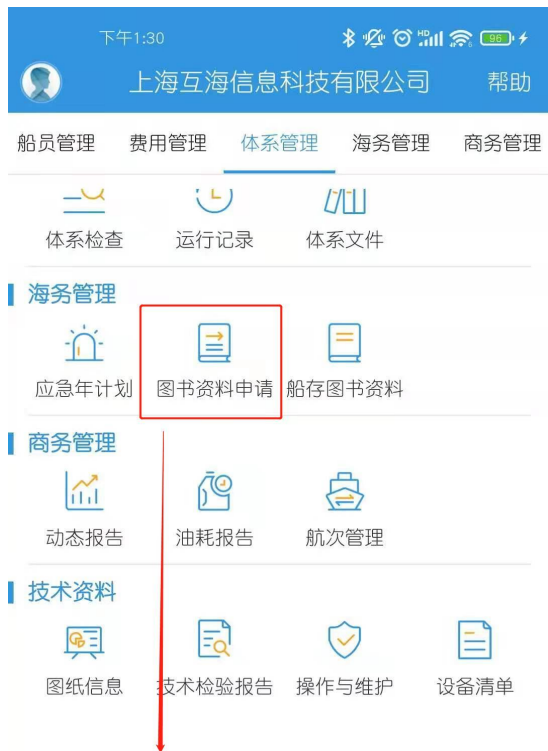 下午1:30 HD 96
上海互海信息科技有限公司 帮助
船员管理 费用管理 体系管理 海务管理 商务管理
体系检查 运行记录 体系文件
海务管理
应急年计划 图书资料申请 船存图书资料
商务管理
动态报告 油耗报告 航次管理
技术资料
图纸信息 技术检验报告 操作与维护 设备清单